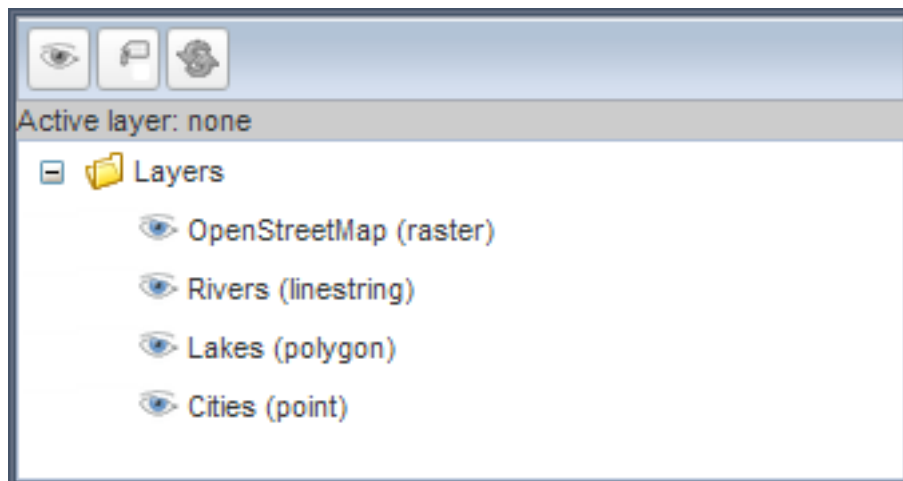 Active layer: none
Layers
OpenStreetMap (raster)
Rivers (linestring)
Lakes (polygon)
Cities (point)